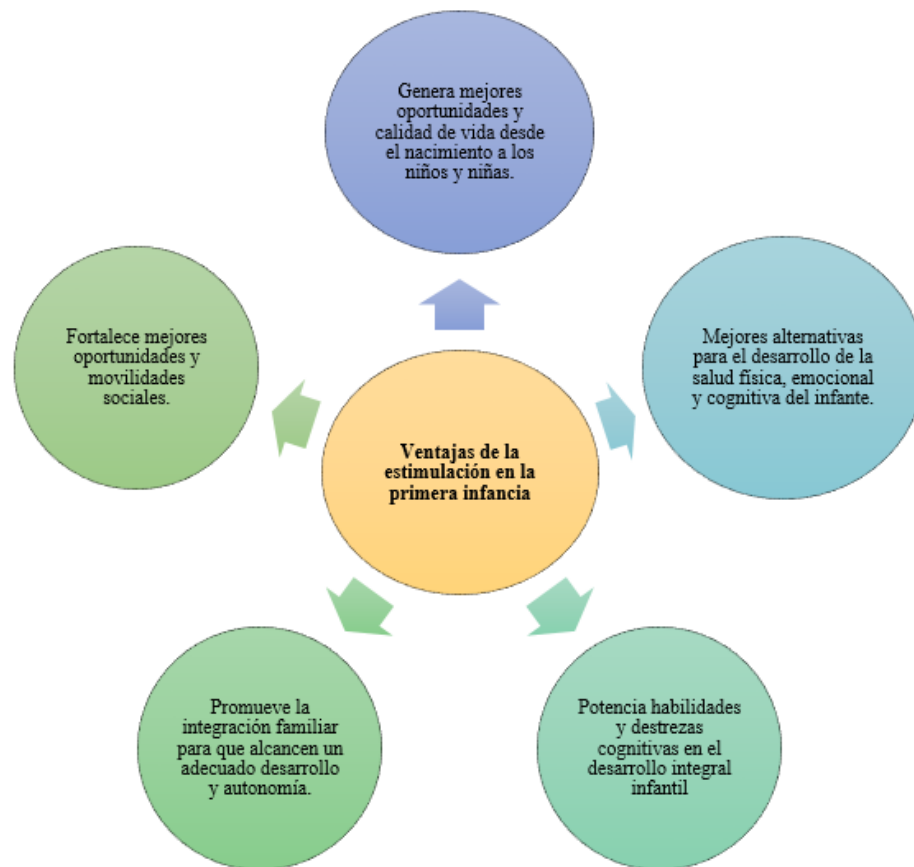 Genera mejores
oportunidades y
calidad de vida desde
el nacimiento a los
niños y niñas.
Fortalece mejores
oportunidades y
movilidades
sociales.
Mejores alternativas
para el desarrollo de la
salud física, emocional
y cognitiva del infante.
Ventajas de la
estimulación en la
primera infancia
Promueve la
integración familiar
para que alcancen un
adecuado desarrollo
y autonomía.
Potencia habilidades
y destrezas
cognitivas en el
desarrollo integral
infantil